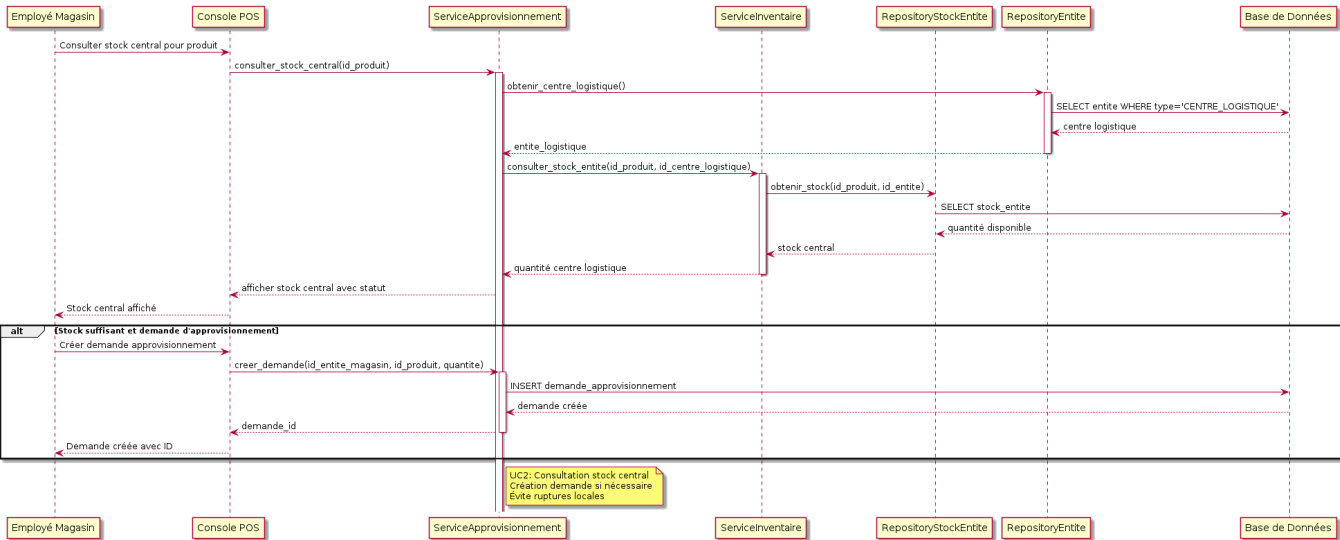 Employé Magasin
Console POS
ServiceApprovisionnement
ServiceInventaire
RepositoryStockEntite
RepositoryEntite
Base de Données
Consulter stock central pour produit
consulter_stock_central(id_produit)
obtenir_centre_logistique()
SELECT entite WHERE type='CENTRE_LOGISTIQUE'
centre logistique
entite_logistique
consulter_stock_entite(id_produit, id_centre_logistique)
obtenir_stock(id_produit, id_entite)
SELECT stock_entite
quantité disponible
stock central
quantité centre logistique
afficher stock central avec statut
Stock central affiché
alt
[Stock suffisant et demande d'approvisionnement]
Créer demande approvisionnement
creer_demande(id_entite_magasin, id_produit, quantite)
INSERT demande_approvisionnement
demande créée
demande_id
Demande créée avec ID
UC2: Consultation stock central
Création demande si nécessaire
Évite ruptures locales
Employé Magasin
Console POS
ServiceApprovisionnement
ServiceInventaire
RepositoryStockEntite
RepositoryEntite
Base de Données